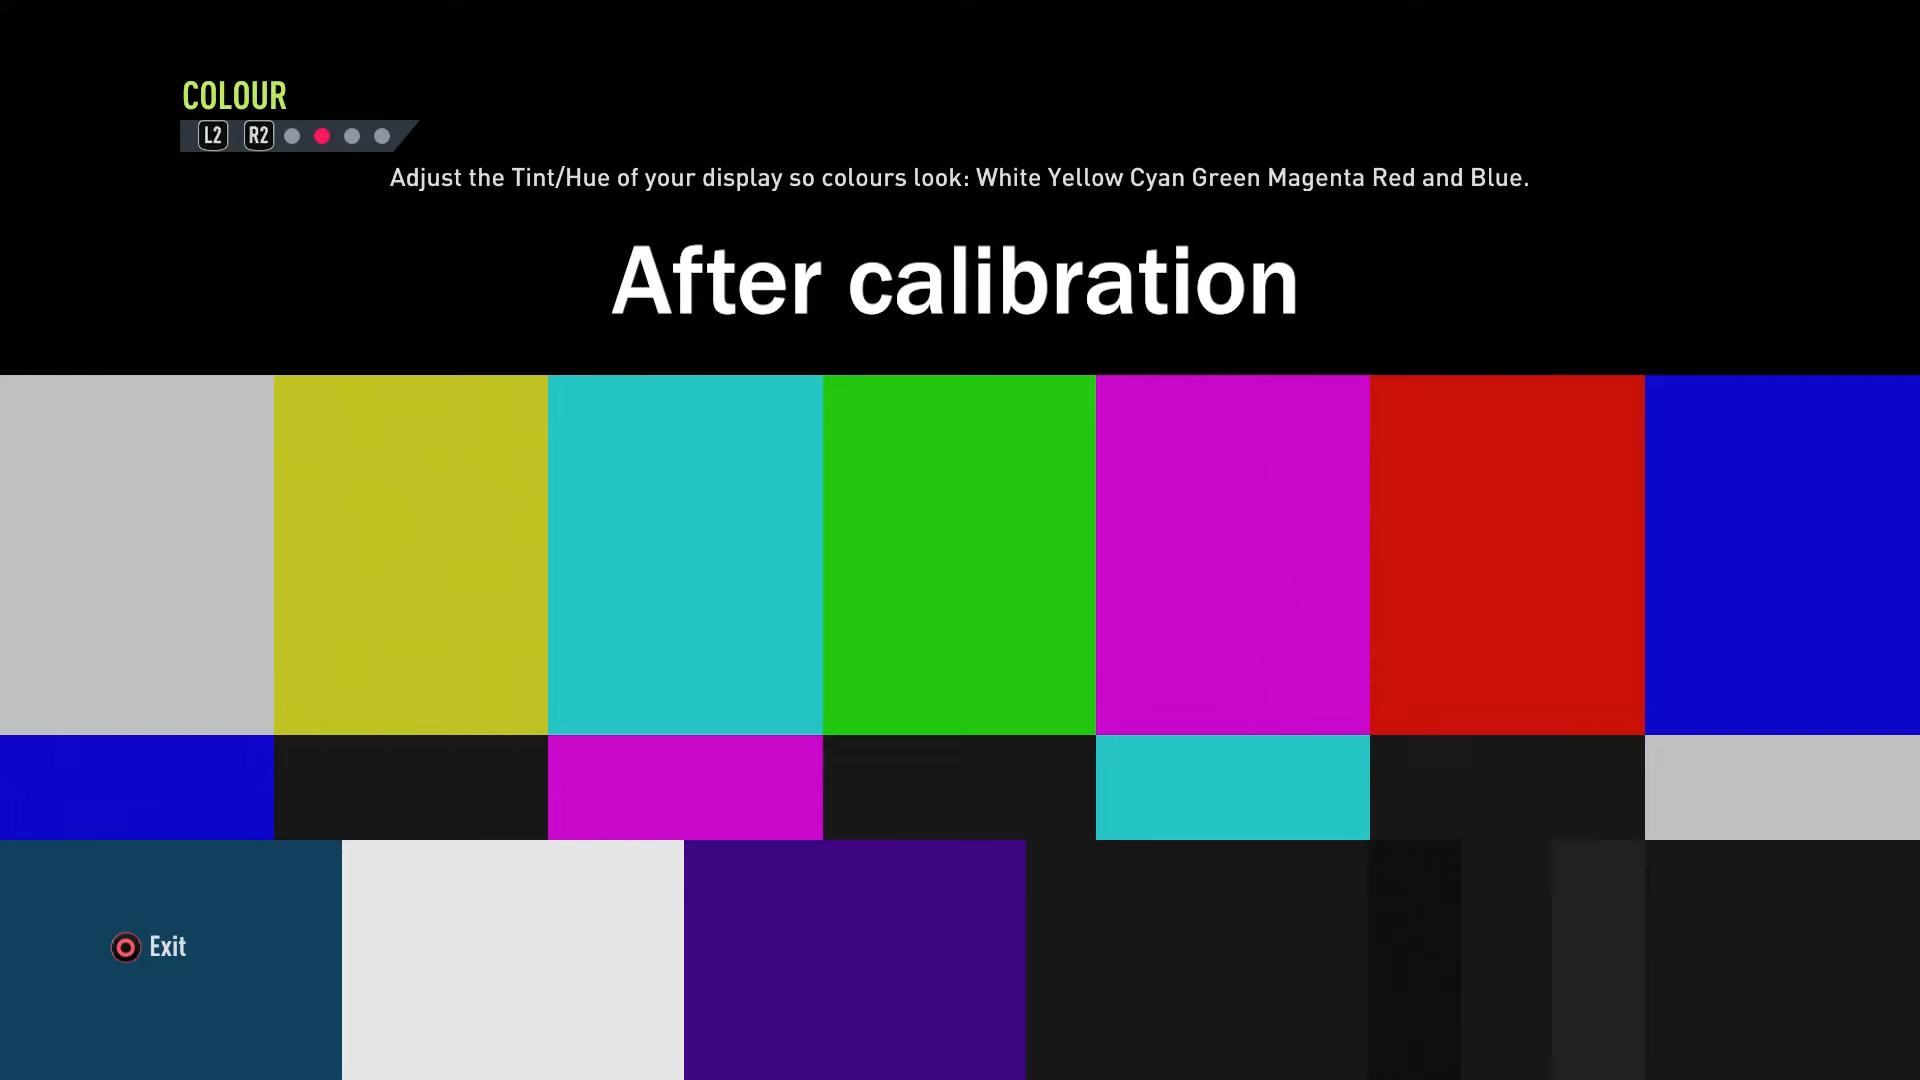 COLOUR
L2 R2
Adjust the Tint/Hue of your display so colours look: White Yellow Cyan Green Magenta Red and Blue.
After calibration
Exit